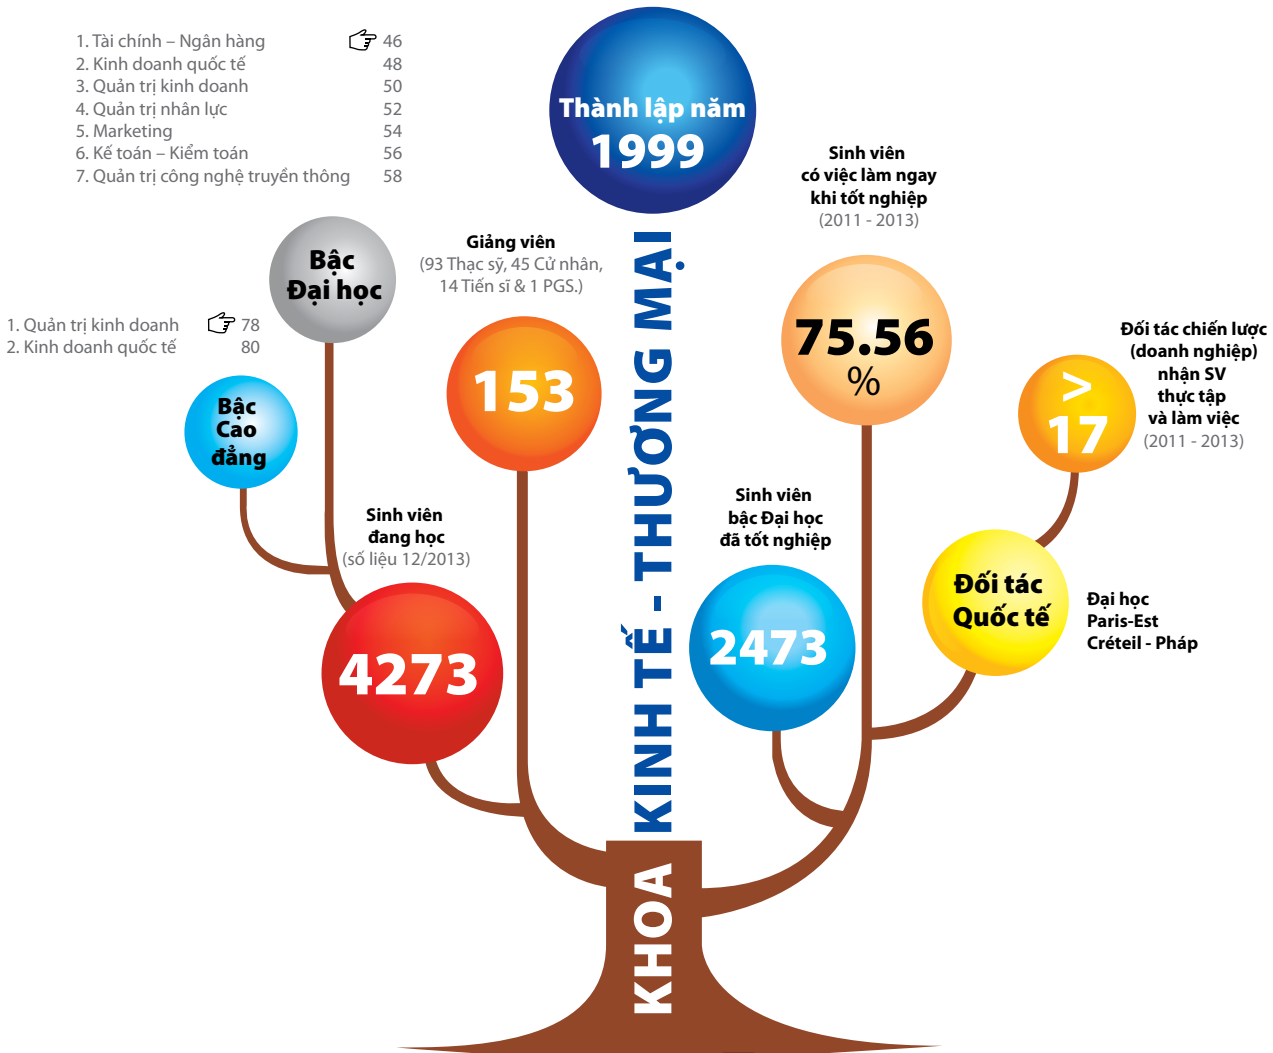 1. Tài chính – Ngân hàng 46
2. Kinh doanh quốc tế 48
3. Quản trị kinh doanh 50
4. Quản trị nhân lực 52
5. Marketing 54
6. Kế toán – Kiểm toán 56
7. Quản trị công nghệ truyền thông 58
Thành lập năm
1999
Sinh viên
có việc làm ngay
khi tốt nghiệp
(2011 - 2013)
75.56
%
Bậc
Đại học
Giảng viên
(93 Thạc sỹ, 45 Cử nhân,
14 Tiến sĩ & 1 PGS.)
153
1. Quản trị kinh doanh 78
2. Kinh doanh quốc tế 80
Bậc
Cao
đẳng
Đối tác chiến lược
(doanh nghiệp)
nhận SV
thực tập
và làm việc
(2011 - 2013)
>
17
Sinh viên
đang học
(số liệu 12/2013)
4273
Sinh viên
bậc Đại học
đã tốt nghiệp
2473
Đối tác
Quốc tế
Đại học
Paris-Est
Créteil - Pháp
KHOA KINH TẾ - THƯƠNG MẠI